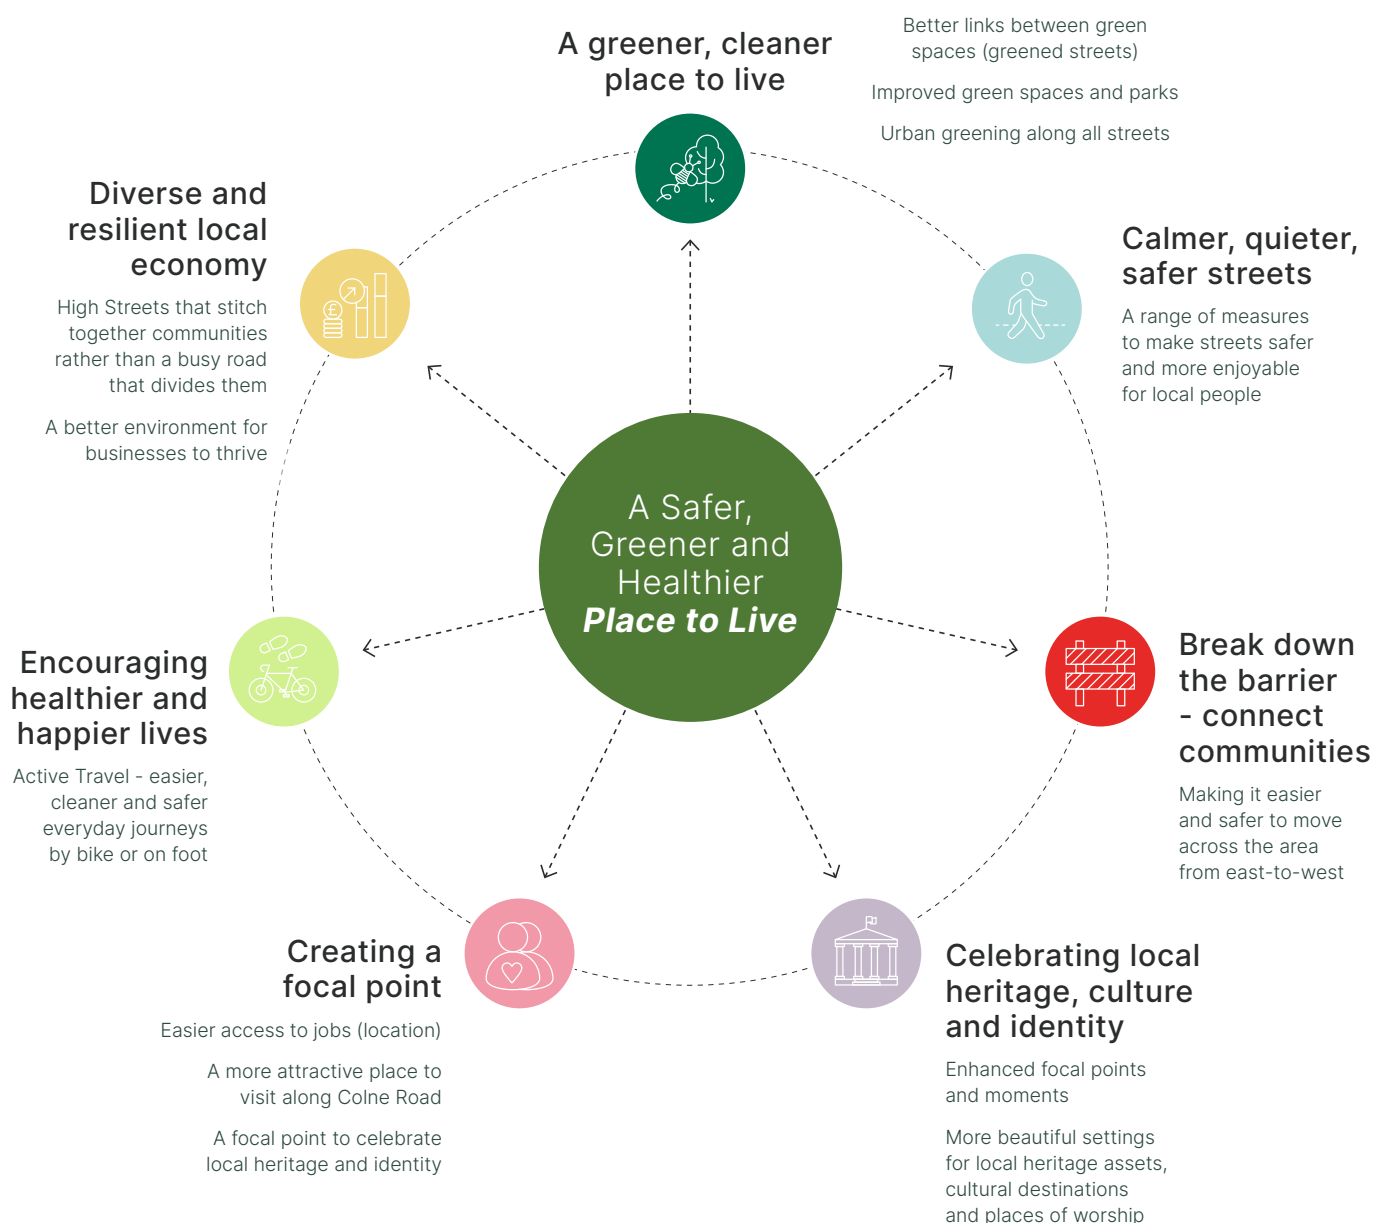 A greener, cleaner
place to live
Better links between green
spaces (greened streets)
Improved green spaces and parks
Urban greening along all streets
Calmer, quieter,
safer streets
A range of measures
to make streets safer
and more enjoyable
for local people
Break down
the barrier
- connect
communities
Making it easier
and safer to move
across the area
from east-to-west
Celebrating local
heritage, culture
and identity
Enhanced focal points
and moments
More beautiful settings
for local heritage assets,
cultural destinations
and places of worship
Creating a
focal point
Easier access to jobs (location)
A more attractive place to
visit along Colne Road
A focal point to celebrate
local heritage and identity
Encouraging
healthier and
happier lives
Active Travel - easier,
cleaner and safer
everyday journeys
by bike or on foot
Diverse and
resilient local
economy
High Streets that stitch
together communities
rather than a busy road
that divides them
A better environment for
businesses to thrive
£
A Safer,
Greener and
Healthier
Place to Live